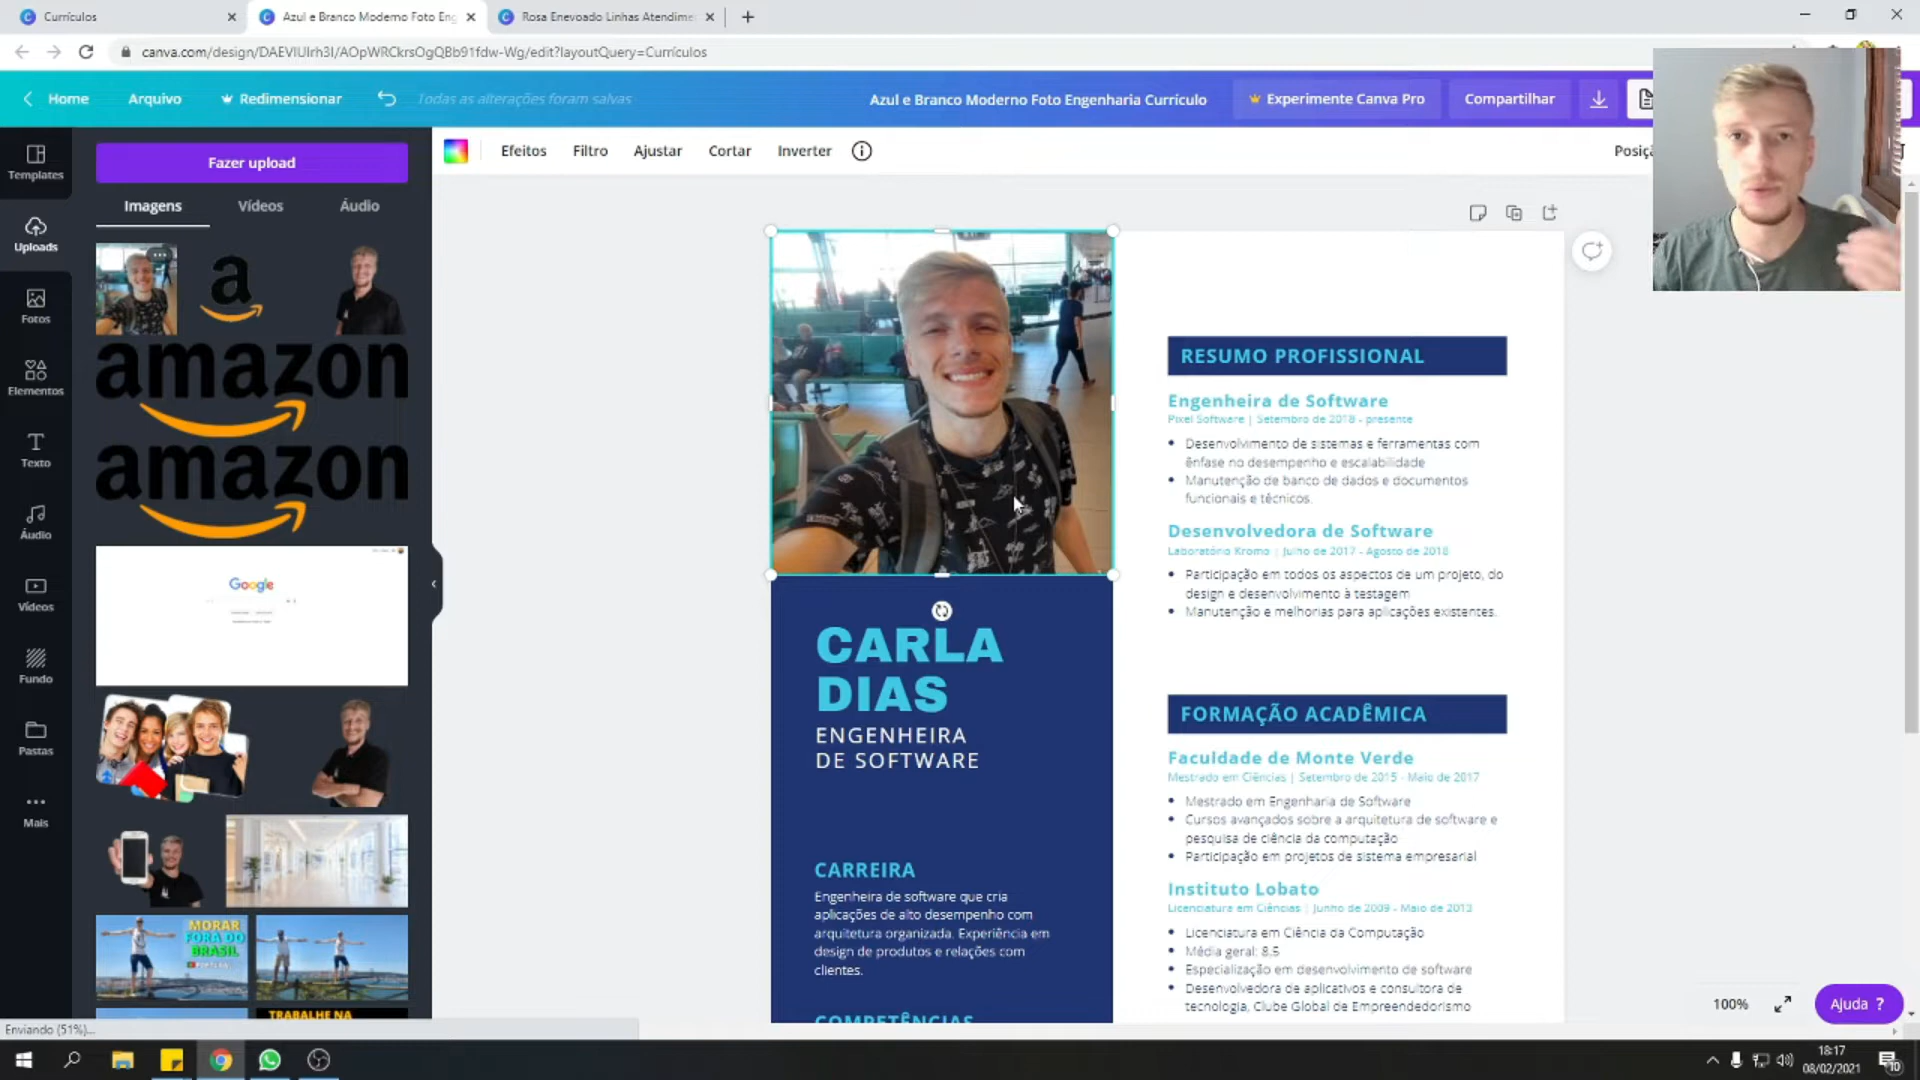 Currículos
Azul e Branco Moderno Foto Eng
Rosa Enevoado Linhas Atendime
canva.com/design/DAEVIUIrh3I/AOpWRCkrsOgQBb91fdw-Wg/edit?layoutQuery=Currículos
Home
Arquivo
Redimensionar
Todas as alterações foram salvas
Azul e Branco Moderno Foto Engenharia Currículo
Experimente Canva Pro
Compartilhar
Efeitos
Filtro
Ajustar
Cortar
Inverter
Posiçã
Templates
Uploads
Fotos
Elementos
Texto
Áudio
Vídeos
Fundo
Pastas
Mais
Fazer upload
Imagens
Vídeos
Áudio
a
amazon
amazon
Google
MORAR
FORA DO
BRASIL
PORTUGAL
TRABALHE NA
CARLA
DIAS
ENGENHEIRA
DE SOFTWARE
CARREIRA
Engenheira de software que cria
aplicações de alto desempenho com
arquitetura organizada. Experiência em
design de produtos e relações com
clientes.
COMPETÊNCIAS
RESUMO PROFISSIONAL
Engenheira de Software
Pixel Software | Setembro de 2018 - presente
Desenvolvimento de sistemas e ferramentas com
ênfase no desempenho e escalabilidade
Manutenção de banco de dados e documentos
funcionais e técnicos.
Desenvolvedora de Software
Laboratório Kromo | Julho de 2017 - Agosto de 2018
Participação em todos os aspectos de um projeto, do
design e desenvolvimento à testagem
Manutenção e melhorias para aplicações existentes.
FORMAÇÃO ACADÊMICA
Faculdade de Monte Verde
Mestrado em Ciências | Setembro de 2015 - Maio de 2017
Mestrado em Engenharia de Software
Cursos avançados sobre a arquitetura de software e
pesquisa de ciência da computação
Participação em projetos de sistema empresarial
Instituto Lobato
Licenciatura em Ciências | Junho de 2009 - Maio de 2013
Licenciatura em Ciência da Computação
Média geral: 8.5
Especialização em desenvolvimento de software
Desenvolvedora de aplicativos e consultora de
tecnologia, Clube Global de Empreendedorismo
100%
Ajuda ?
Enviando (51%)...
18:17
08/02/2021
10